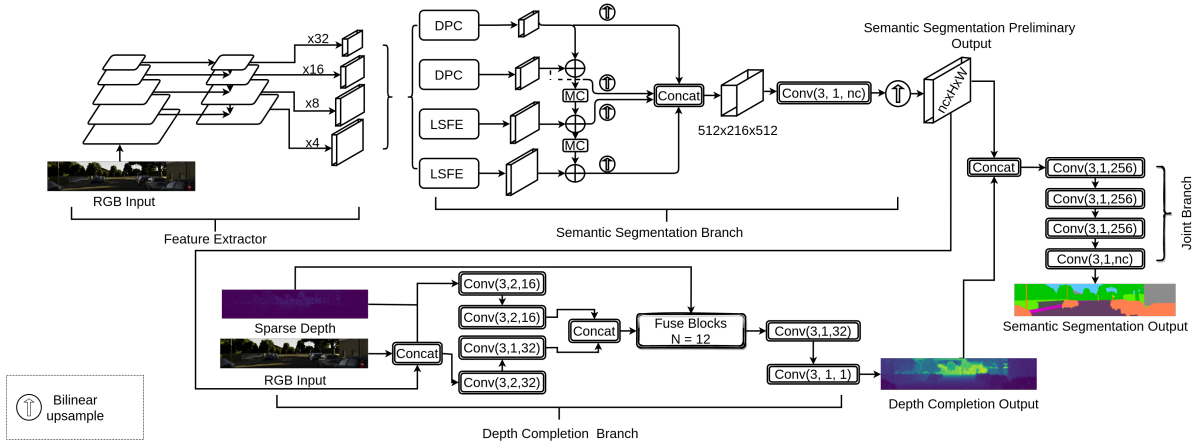 x32
x16
x8
x4
RGB Input
Feature Extractor
DPC
DPC
LSFE
LSFE
MC
MC
Concat
512x216x512
Conv(3, 1, nc)
Semantic Segmentation Preliminary
Output
ncxHxW
Semantic Segmentation Branch
Concat
Conv(3,1,256)
Conv(3,1,256)
Conv(3,1,256)
Conv(3,1,nc)
Joint Branch
Semantic Segmentation Output
Sparse Depth
RGB Input
Concat
Conv(3,2,16)
Conv(3,2,16)
Conv(3,1,32)
Conv(3,2,32)
Concat
Fuse Blocks
N = 12
Conv(3,1,32)
Conv(3, 1, 1)
Depth Completion Output
Depth Completion Branch
Bilinear
upsample